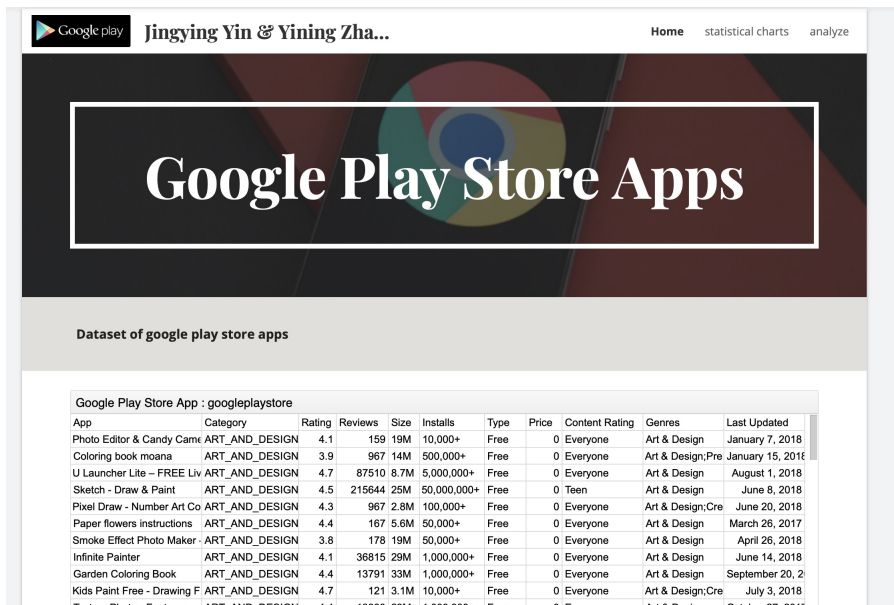 Google play Jingying Yin & Yining Zha... Home statistical charts analyze
Google Play Store Apps
Dataset of google play store apps
Google Play Store App : googleplaystore
App Category Rating Reviews Size Installs Type Price Content Rating Genres Last Updated
Photo Editor & Candy Came ART_AND_DESIGN 4.1 159 19M 10,000+ Free 0 Everyone Art & Design January 7, 2018
Coloring book moana ART_AND_DESIGN 3.9 967 14M 500,000+ Free 0 Everyone Art & Design;Pre January 15, 2018
U Launcher Lite – FREE Liv ART_AND_DESIGN 4.7 87510 8.7M 5,000,000+ Free 0 Everyone Art & Design August 1, 2018
Sketch - Draw & Paint ART_AND_DESIGN 4.5 215644 25M 50,000,000+ Free 0 Teen Art & Design June 8, 2018
Pixel Draw - Number Art Co ART_AND_DESIGN 4.3 967 2.8M 100,000+ Free 0 Everyone Art & Design;Cre June 20, 2018
Paper flowers instructions ART_AND_DESIGN 4.4 167 5.6M 50,000+ Free 0 Everyone Art & Design March 26, 2017
Smoke Effect Photo Maker - ART_AND_DESIGN 3.8 178 19M 50,000+ Free 0 Everyone Art & Design April 26, 2018
Infinite Painter ART_AND_DESIGN 4.1 36815 29M 1,000,000+ Free 0 Everyone Art & Design June 14, 2018
Garden Coloring Book ART_AND_DESIGN 4.4 13791 33M 1,000,000+ Free 0 Everyone Art & Design September 20, 2
Kids Paint Free - Drawing F ART_AND_DESIGN 4.7 121 3.1M 10,000+ Free 0 Everyone Art & Design;Cre July 3, 2018